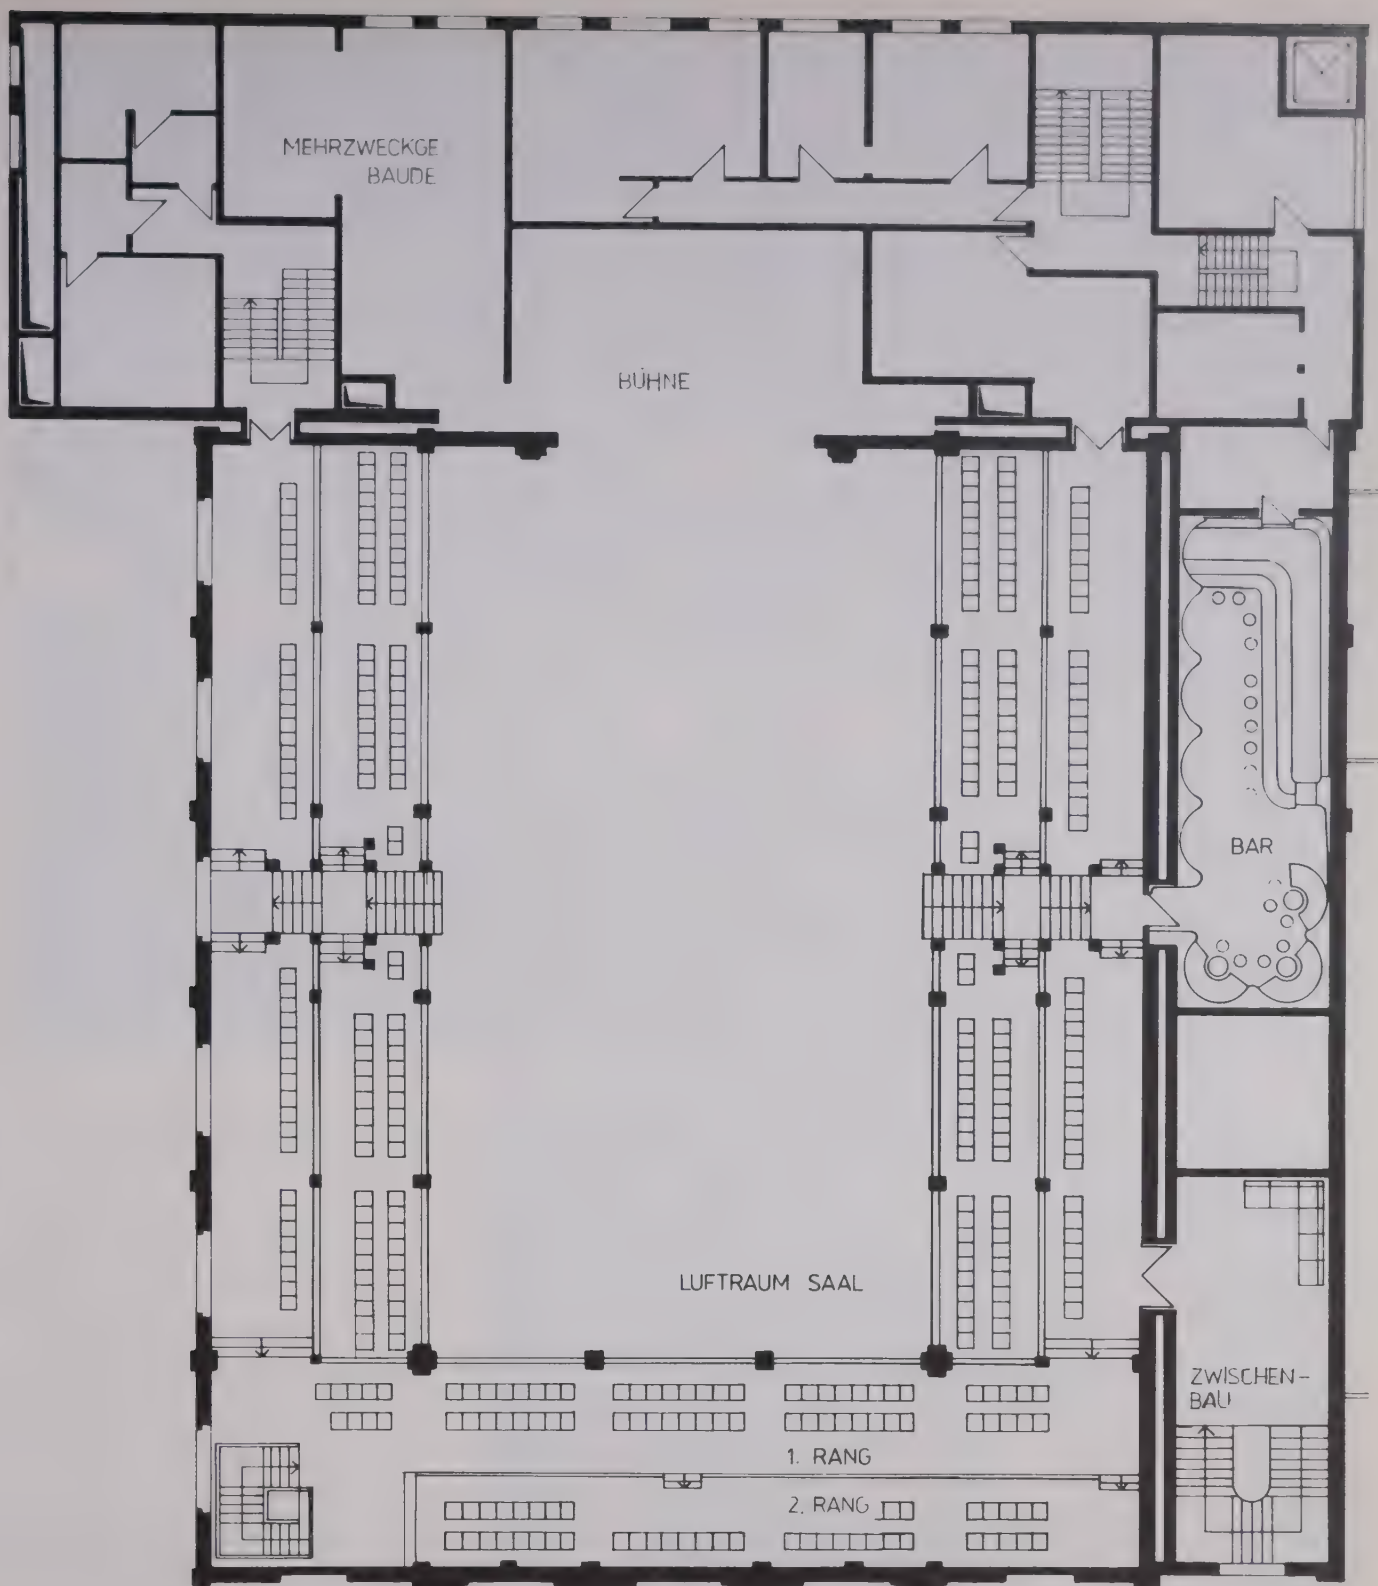 MEHRZWECKGE
BAUDE
BÜHNE
BAR
LUFTRAUM SAAL
ZWISCHEN-
BAU
1. RANG
2. RANG